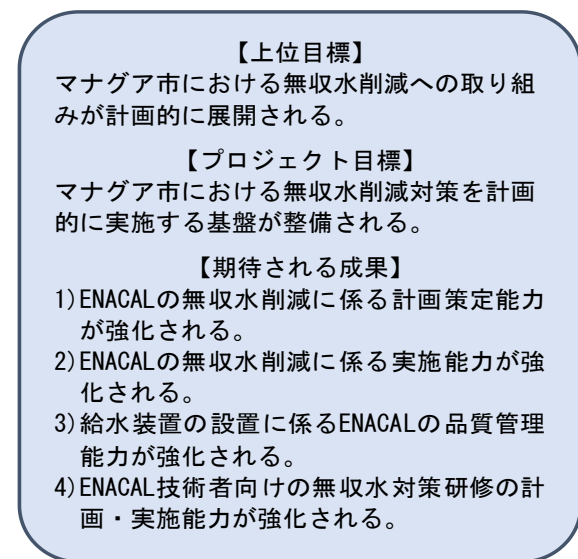 【上位目標】
マナグア市における無収水削減への取り組
みが計画的に展開される。
【プロジェクト目標】
マナグア市における無収水削減対策を計画
的に実施する基盤が整備される。
【期待される成果】
1)ENACALの無収水削減に係る計画策定能力
が強化される。
2)ENACALの無収水削減に係る実施能力が強
化される。
3)給水装置の設置に係るENACALの品質管理
能力が強化される。
4)ENACAL技術者向けの無収水対策研修の計
画・実施能力が強化される。